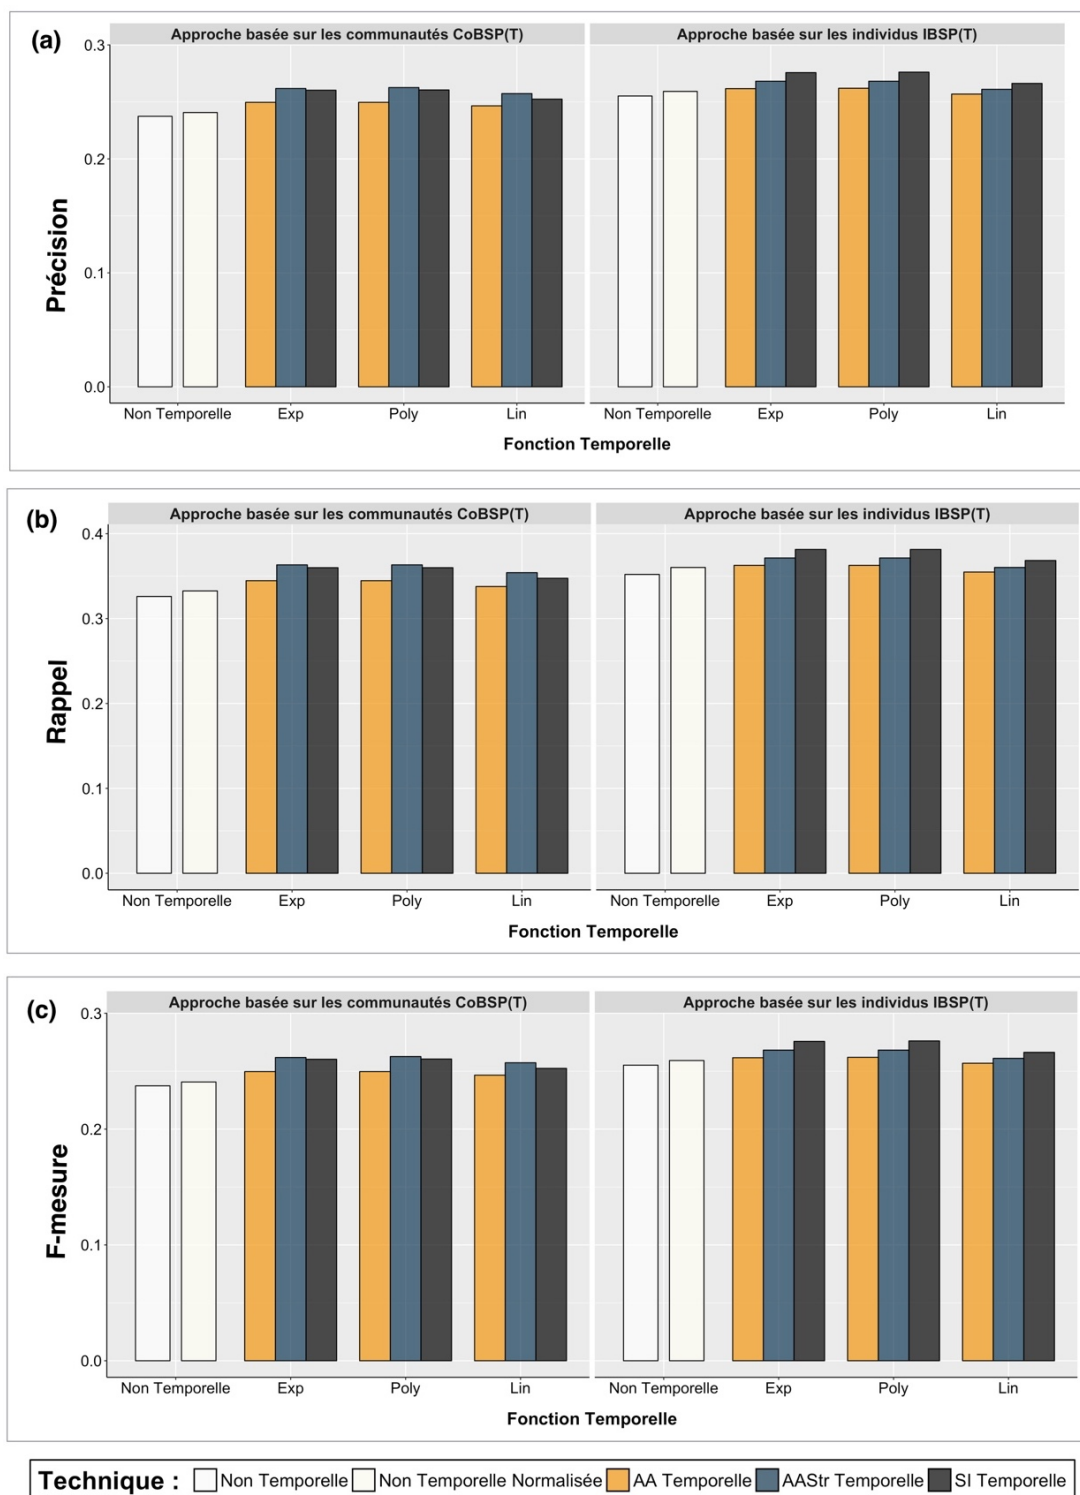 (a)
Approche basée sur les communautés CoBSP(T)
Approche basée sur les individus IBSP(T)
0.3
0.2
0.1
0.0
Précision
Non Temporelle Exp Poly Lin
Non Temporelle Exp Poly Lin
Fonction Temporelle
(b)
Approche basée sur les communautés CoBSP(T)
Approche basée sur les individus IBSP(T)
0.4
0.3
0.2
0.1
0.0
Rappel
Non Temporelle Exp Poly Lin
Non Temporelle Exp Poly Lin
Fonction Temporelle
(c)
Approche basée sur les communautés CoBSP(T)
Approche basée sur les individus IBSP(T)
0.3
0.2
0.1
0.0
F-mesure
Non Temporelle Exp Poly Lin
Non Temporelle Exp Poly Lin
Fonction Temporelle
Technique : Non Temporelle Non Temporelle Normalisée AA Temporelle AAStr Temporelle SI Temporelle